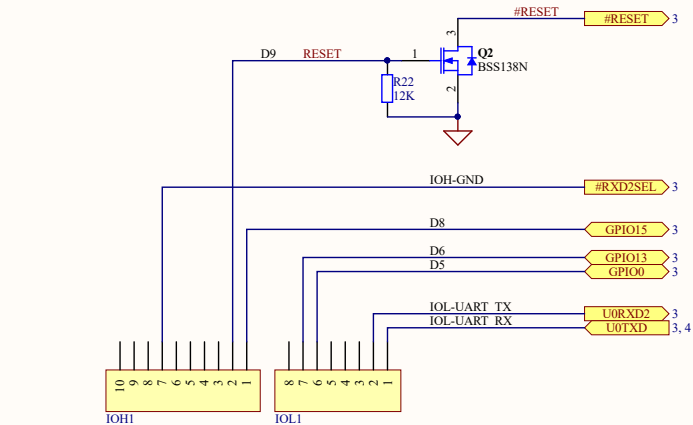 #RESET
#RESET 3
3
D9 RESET 1
Q2
BSS138N
R22
12K
2
IOH-GND
#RXD2SEL 3
D8
GPIO15 3
D6
GPIO13 3
D5
GPIO0 3
IOL-UART_TX
U0RXD2 3
IOL-UART_RX
U0TXD 3, 4
10 9 8 7 6 5 4 3 2 1
8 7 6 5 4 3 2 1
IOH1
IOL1